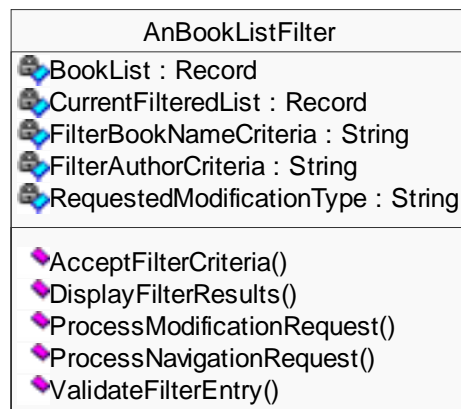 AnBookListFilter
BookList : Record
CurrentFilteredList : Record
FilterBookNameCriteria : String
FilterAuthorCriteria : String
RequestedModificationType : String
AcceptFilterCriteria()
DisplayFilterResults()
ProcessModificationRequest()
ProcessNavigationRequest()
ValidateFilterEntry()